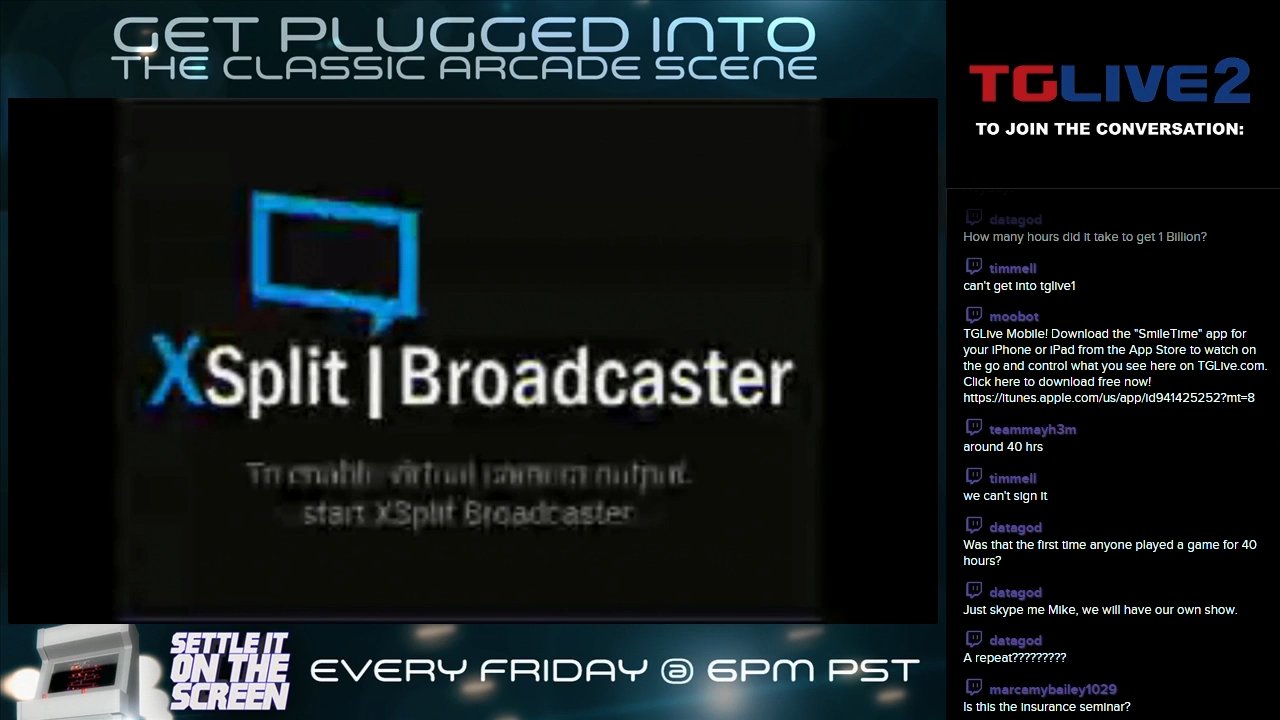 GET PLUGGED INTO
THE CLASSIC ARCADE SCENE
XSplit | Broadcaster
To enable virtual camera output.
start XSplit Broadcaster
SETTLE IT
ON THE
SCREEN
EVERY FRIDAY @ 6PM PST
TGLIVE2
TO JOIN THE CONVERSATION:
datagod
How many hours did it take to get 1 Billion?
timmell
can't get into tglive1
moobot
TGLive Mobile! Download the "SmileTime" app for
your iPhone or iPad from the App Store to watch on
the go and control what you see here on TGLive.com.
Click here to download free now!
https://itunes.apple.com/us/app/id941425252?mt=8
teammayh3m
around 40 hrs
timmell
we can't sign it
datagod
Was that the first time anyone played a game for 40
hours?
datagod
Just skype me Mike, we will have our own show.
datagod
A repeat?????????
marcamybailey1029
Is this the insurance seminar?